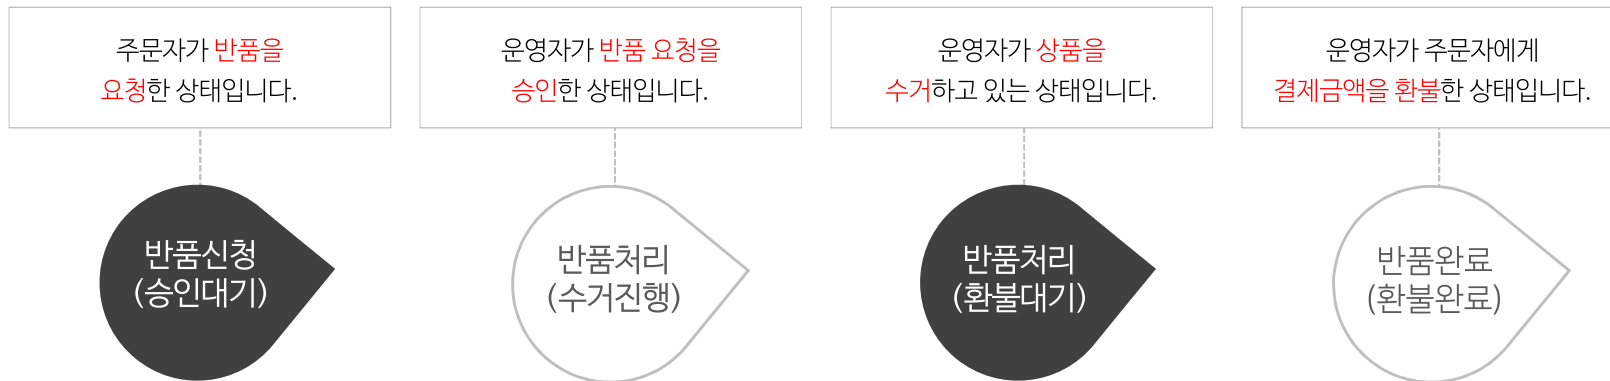 주문자가 반품을
요청한 상태입니다.
운영자가 반품 요청을
승인한 상태입니다.
운영자가 상품을
수거하고 있는 상태입니다.
운영자가 주문자에게
결제금액을 환불한 상태입니다.
반품신청
(승인대기)
반품처리
(수거진행)
반품처리
(환불대기)
반품완료
(환불완료)